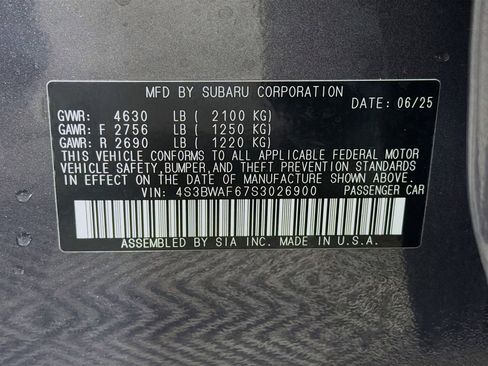 MFD BY SUBARU CORPORATION
DATE: 06/25
GVWR: 4630 LB ( 2100 KG)
GAWR: F 2756 LB ( 1250 KG)
GAWR: R 2690 LB ( 1220 KG)
THIS VEHICLE CONFORMS TO ALL APPLICABLE FEDERAL MOTOR
VEHICLE SAFETY,BUMPER,AND THEFT PREVENTION STANDARDS
IN EFFECT ON THE DATE OF MANUFACTURE SHOWN ABOVE.
VIN: 4S3BWAF67S3026900 PASSENGER CAR
ASSEMBLED BY SIA INC. MADE IN U.S.A.